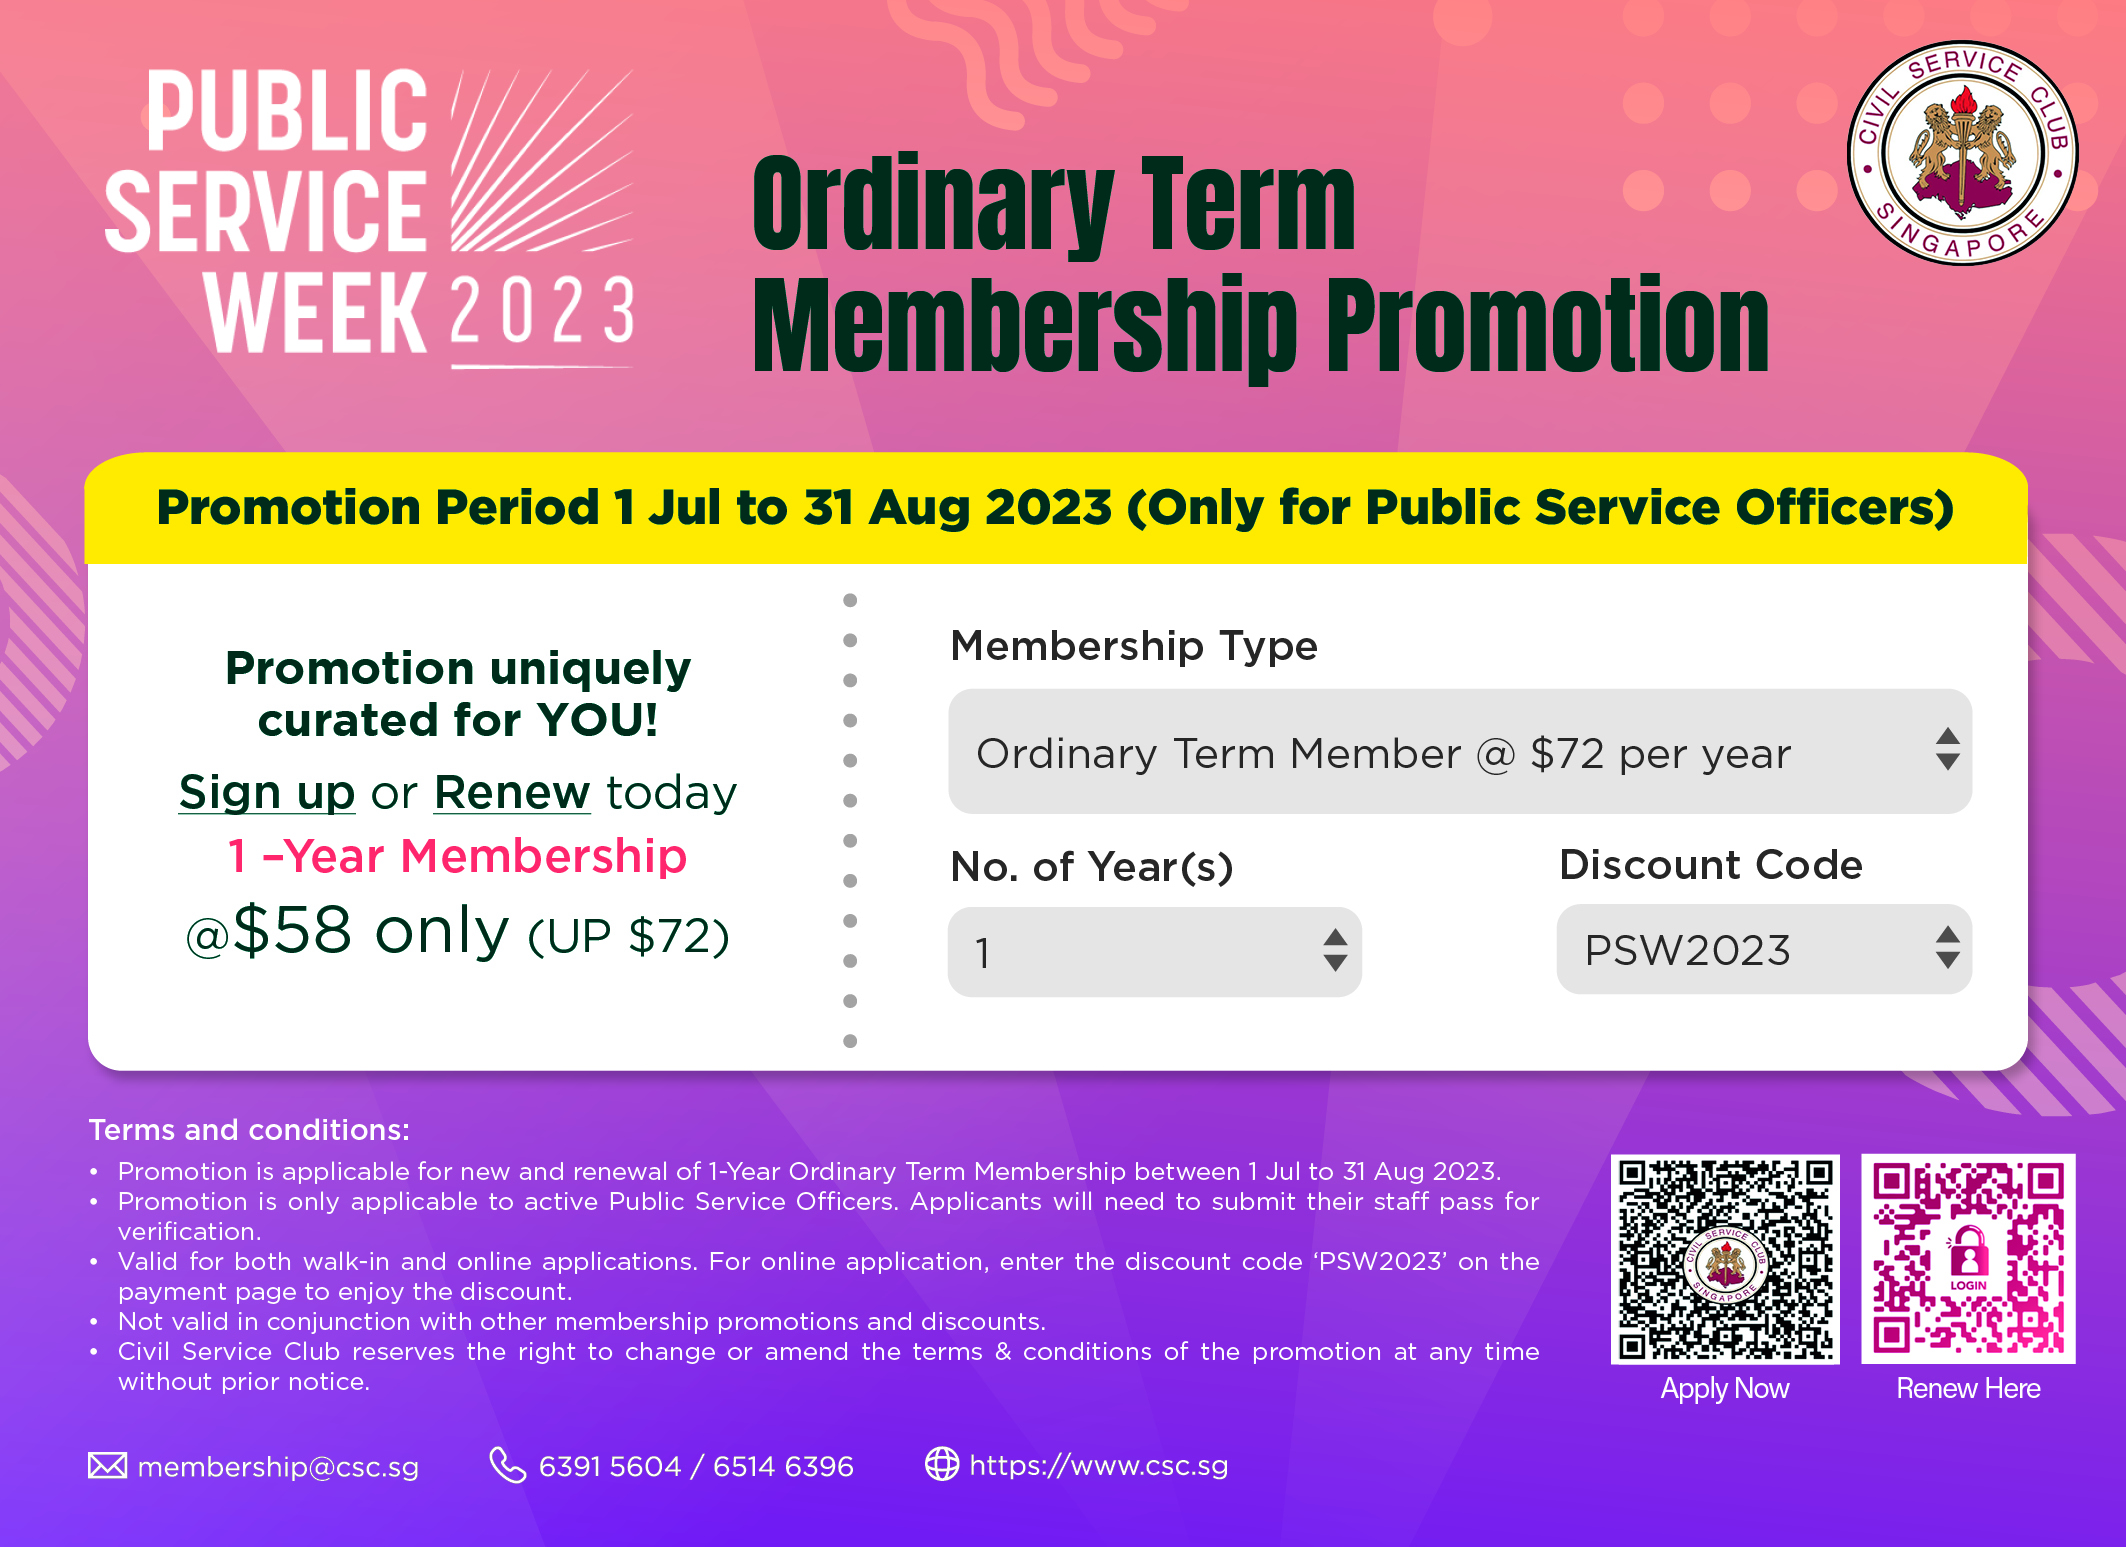 PUBLIC
SERVICE
WEEK 2023
Ordinary Term
Membership Promotion
CIVIL SERVICE CLUB
SINGAPORE
Promotion Period 1 Jul to 31 Aug 2023 (Only for Public Service Officers)
Promotion uniquely
curated for YOU!
Sign up or Renew today
1 –Year Membership
@$58 only (UP $72)
Membership Type
Ordinary Term Member @ $72 per year
No. of Year(s)
Discount Code
1
PSW2023
Terms and conditions:
• Promotion is applicable for new and renewal of 1-Year Ordinary Term Membership between 1 Jul to 31 Aug 2023.
• Promotion is only applicable to active Public Service Officers. Applicants will need to submit their staff pass for
verification.
• Valid for both walk-in and online applications. For online application, enter the discount code ‘PSW2023’ on the
payment page to enjoy the discount.
• Not valid in conjunction with other membership promotions and discounts.
• Civil Service Club reserves the right to change or amend the terms & conditions of the promotion at any time
without prior notice.
CIVIL SERVICE CLUB
SINGAPORE
LOGIN
Apply Now
Renew Here
membership@csc.sg
6391 5604 / 6514 6396
https://www.csc.sg